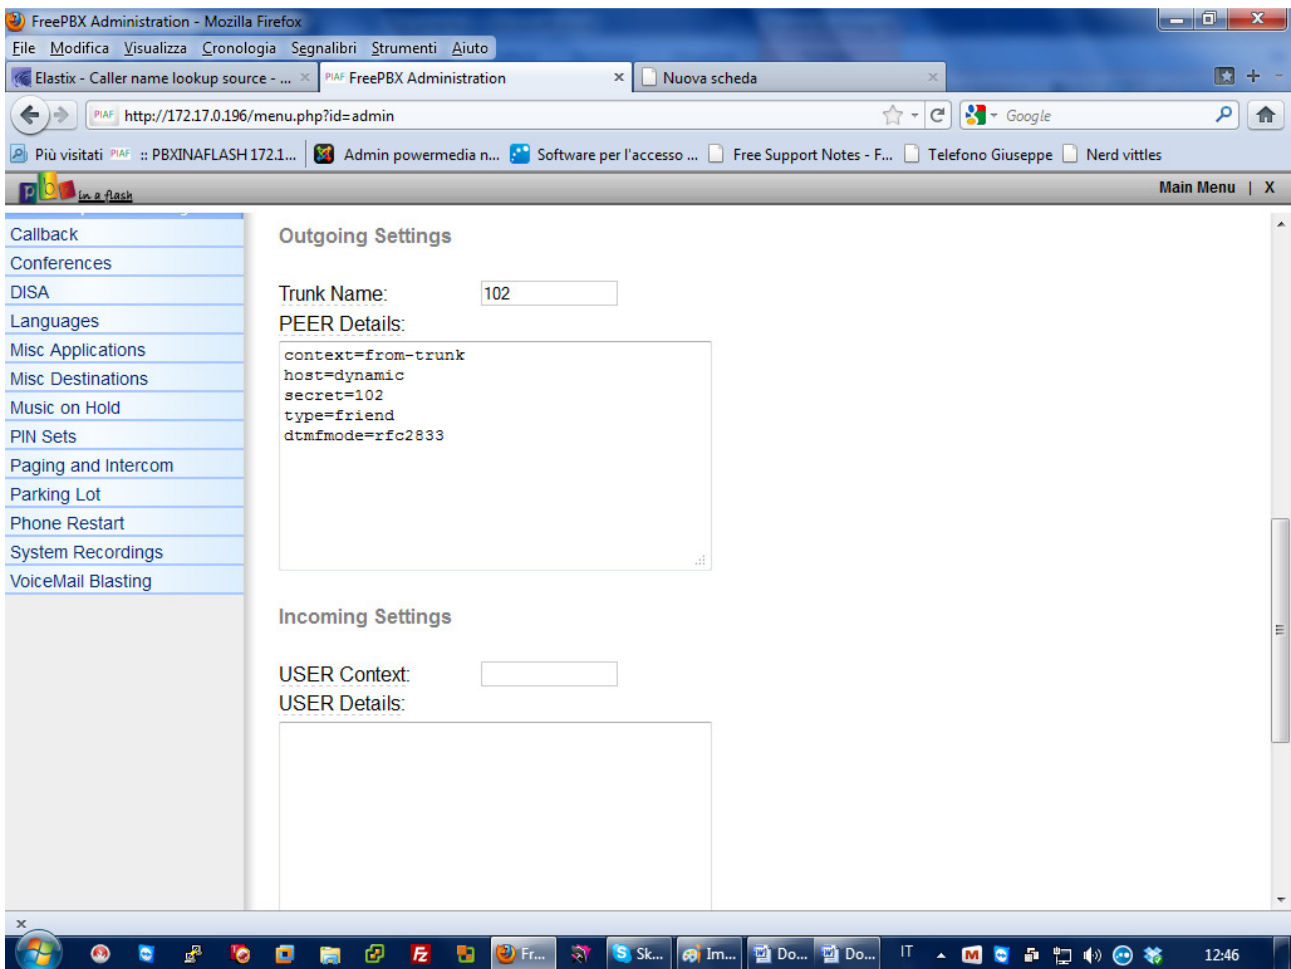 FreePBX Administration - Mozilla Firefox
File Modifica Visualizza Cronologia Segnalibri Strumenti Aiuto
Elastix - Caller name lookup source - ... PIAF FreePBX Administration Nuova scheda
PIAF http://172.17.0.196/menu.php?id=admin Google
Più visitati PIAF :: PBXINAFLASH 172.1... Admin powermedia n... Software per l'accesso ... Free Support Notes - F... Telefono Giuseppe Nerd vittles
pbx in a flash Main Menu | X
Callback
Conferences
DISA
Languages
Misc Applications
Misc Destinations
Music on Hold
PIN Sets
Paging and Intercom
Parking Lot
Phone Restart
System Recordings
VoiceMail Blasting
Outgoing Settings
Trunk Name: 102
PEER Details:
context=from-trunk
host=dynamic
secret=102
type=friend
dtmfmode=rfc2833
Incoming Settings
USER Context:
USER Details:
Fr... Sk... Im... Do... Do... IT 12:46